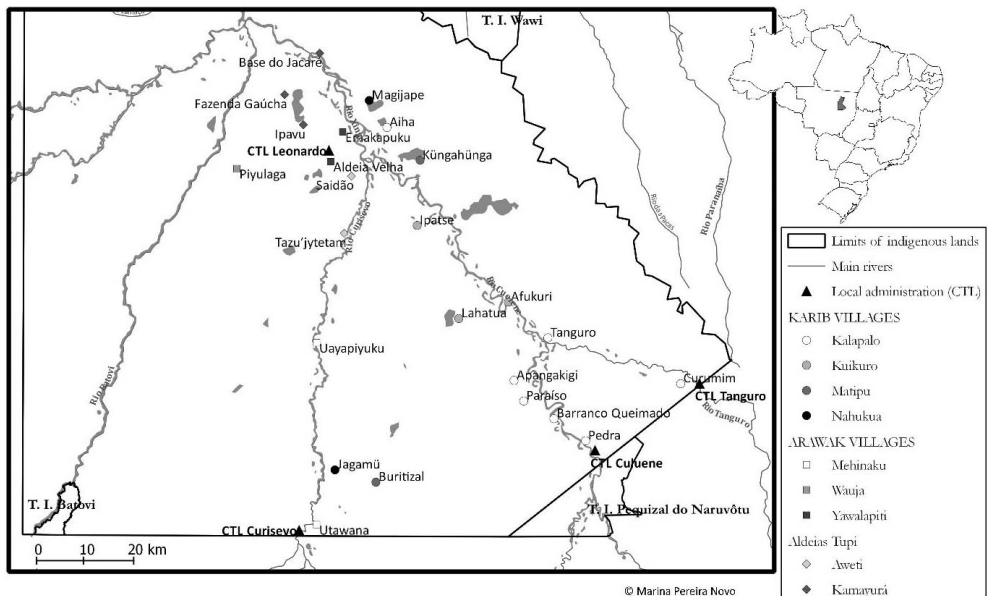 T. I. Wawi
Base do Jacaré
Fazenda Gaúcha
Magijape
Rio Xingu
Aiha
Ipavu
Emakapuku
CTL Leonardo
Küngahünga
Aldeia Velha
Piyulaga
Saidão
Rio Paranaíba
Ipatse
Rio Curisevo
Tazu'jytetam
Rio Culuene
Afukuri
Lahatua
Tanguro
Uayapiyuku
Apangakigi
Curumim
CTL Tanguro
Rio Batovi
Paraíso
Rio Tanguro
Barranco Queimado
Pedra
CTL Culuene
Jagamü
Buritizal
T. I. Batovi
T. I. Pequizal do Naruvôtu
CTL Curisevo
Utawana
0 10 20 km
Limits of indigenous lands
Main rivers
Local administration (CTL)
KARIB VILLAGES
Kalapalo
Kuikuro
Matipu
Nahukua
ARAWAK VILLAGES
Mehinaku
Wauja
Yawalapiti
Aldeias Tupi
Aweti
Kamayurá
© Marina Pereira Novo